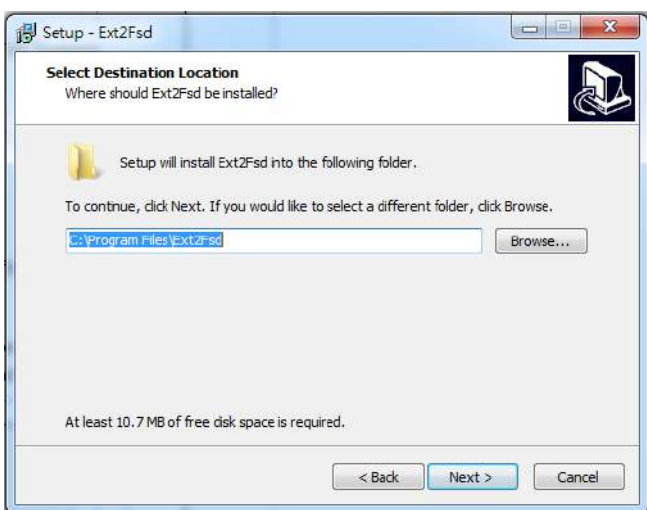 Setup - Ext2Fsd
Select Destination Location
Where should Ext2Fsd be installed?
Setup will install Ext2Fsd into the following folder.
To continue, click Next. If you would like to select a different folder, click Browse.
C:\Program Files\Ext2Fsd
Browse...
At least 10.7 MB of free disk space is required.
< Back
Next >
Cancel